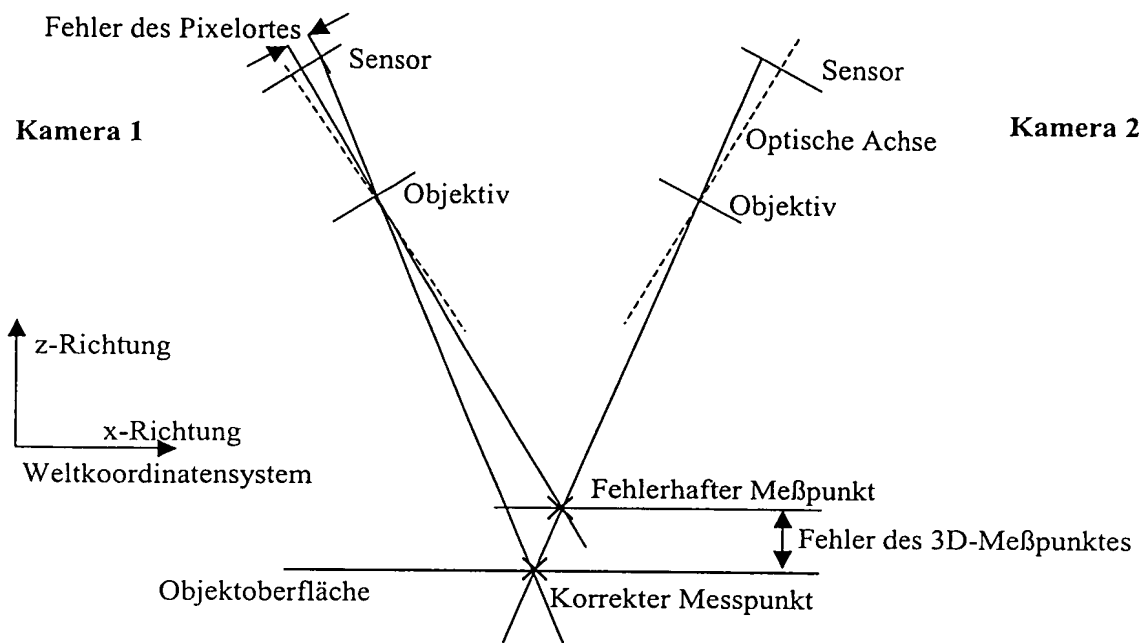 Fehler des Pixelortes
Sensor
Sensor
Kamera 1
Kamera 2
Optische Achse
Objektiv
Objektiv
z-Richtung
x-Richtung
Weltkoordinatensystem
Fehlerhafter Meßpunkt
Fehler des 3D-Meßpunktes
Objektoberfläche
Korrekter Messpunkt